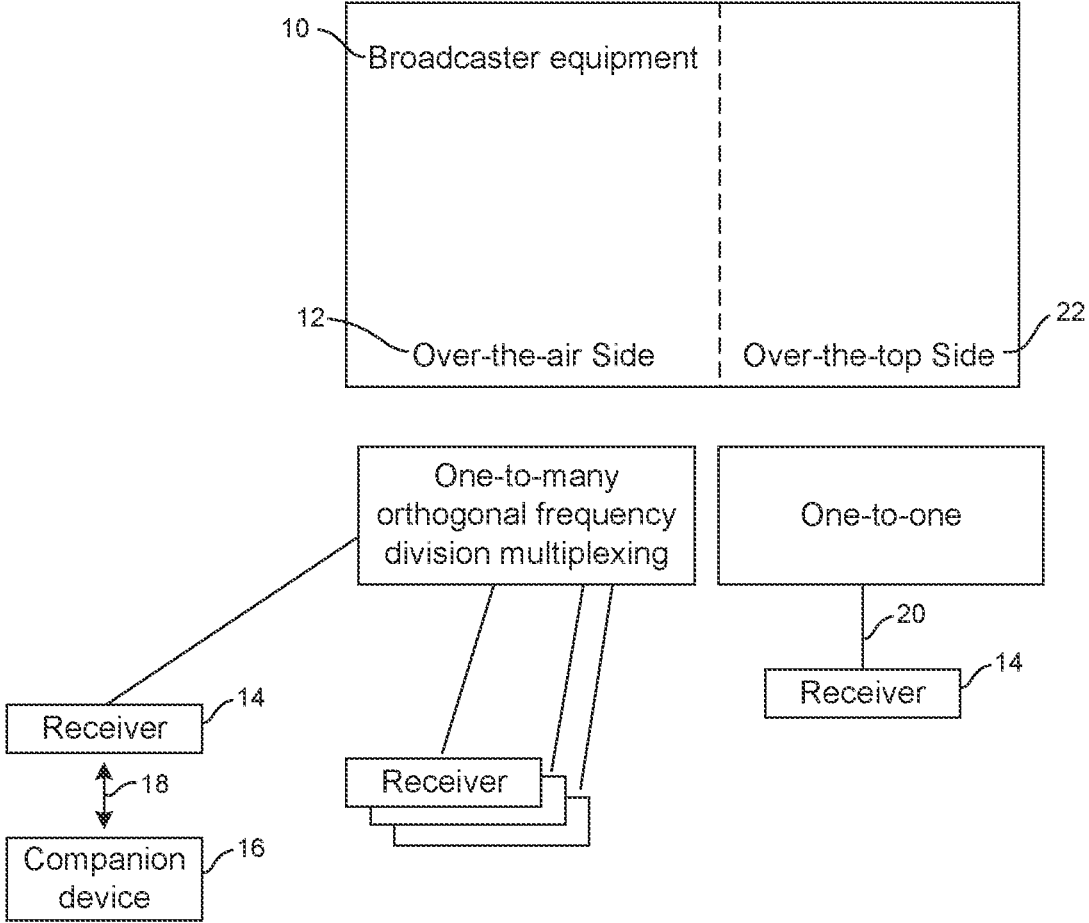 10
Broadcaster equipment
12
22
Over-the-air Side
Over-the-top Side
One-to-many
orthogonal frequency
division multiplexing
One-to-one
20
14
Receiver
14
Receiver
Receiver
18
16
Companion
device